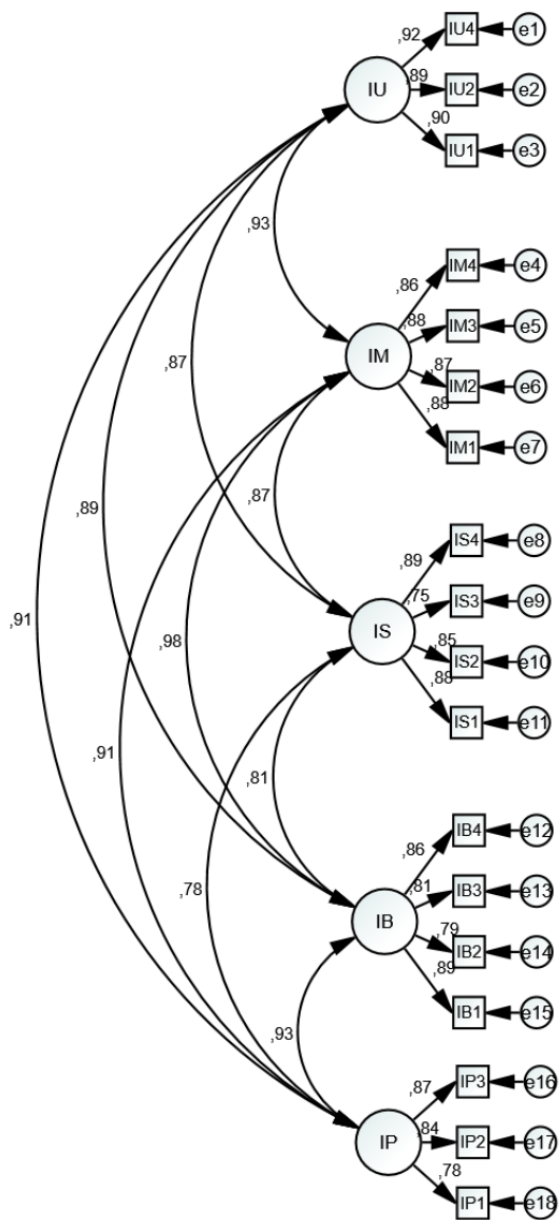 ,92 IU4 e1
IU ,89 IU2 e2
,90 IU1 e3
,93
,86 IM4 e4
IM ,88 IM3 e5
,87 IM2 e6
,88 IM1 e7
,87
,87
,89
,89 IS4 e8
,91
,98
IS ,75 IS3 e9
,85 IS2 e10
,88 IS1 e11
,91
,81
,78
,86 IB4 e12
IB ,81 IB3 e13
,79 IB2 e14
,89 IB1 e15
,93
,87 IP3 e16
IP ,84 IP2 e17
,78 IP1 e18